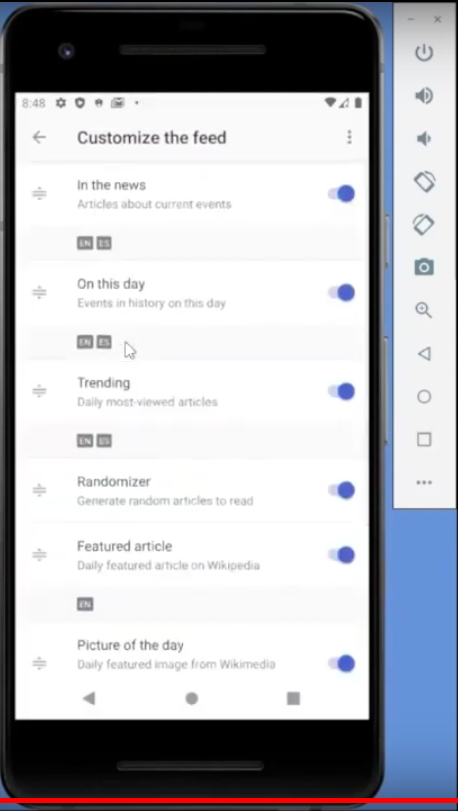 8:48
Customize the feed
In the news
Articles about current events
EN ES
On this day
Events in history on this day
EN ES
Trending
Daily most-viewed articles
EN ES
Randomizer
Generate random articles to read
Featured article
Daily featured article on Wikipedia
EN
Picture of the day
Daily featured image from Wikimedia